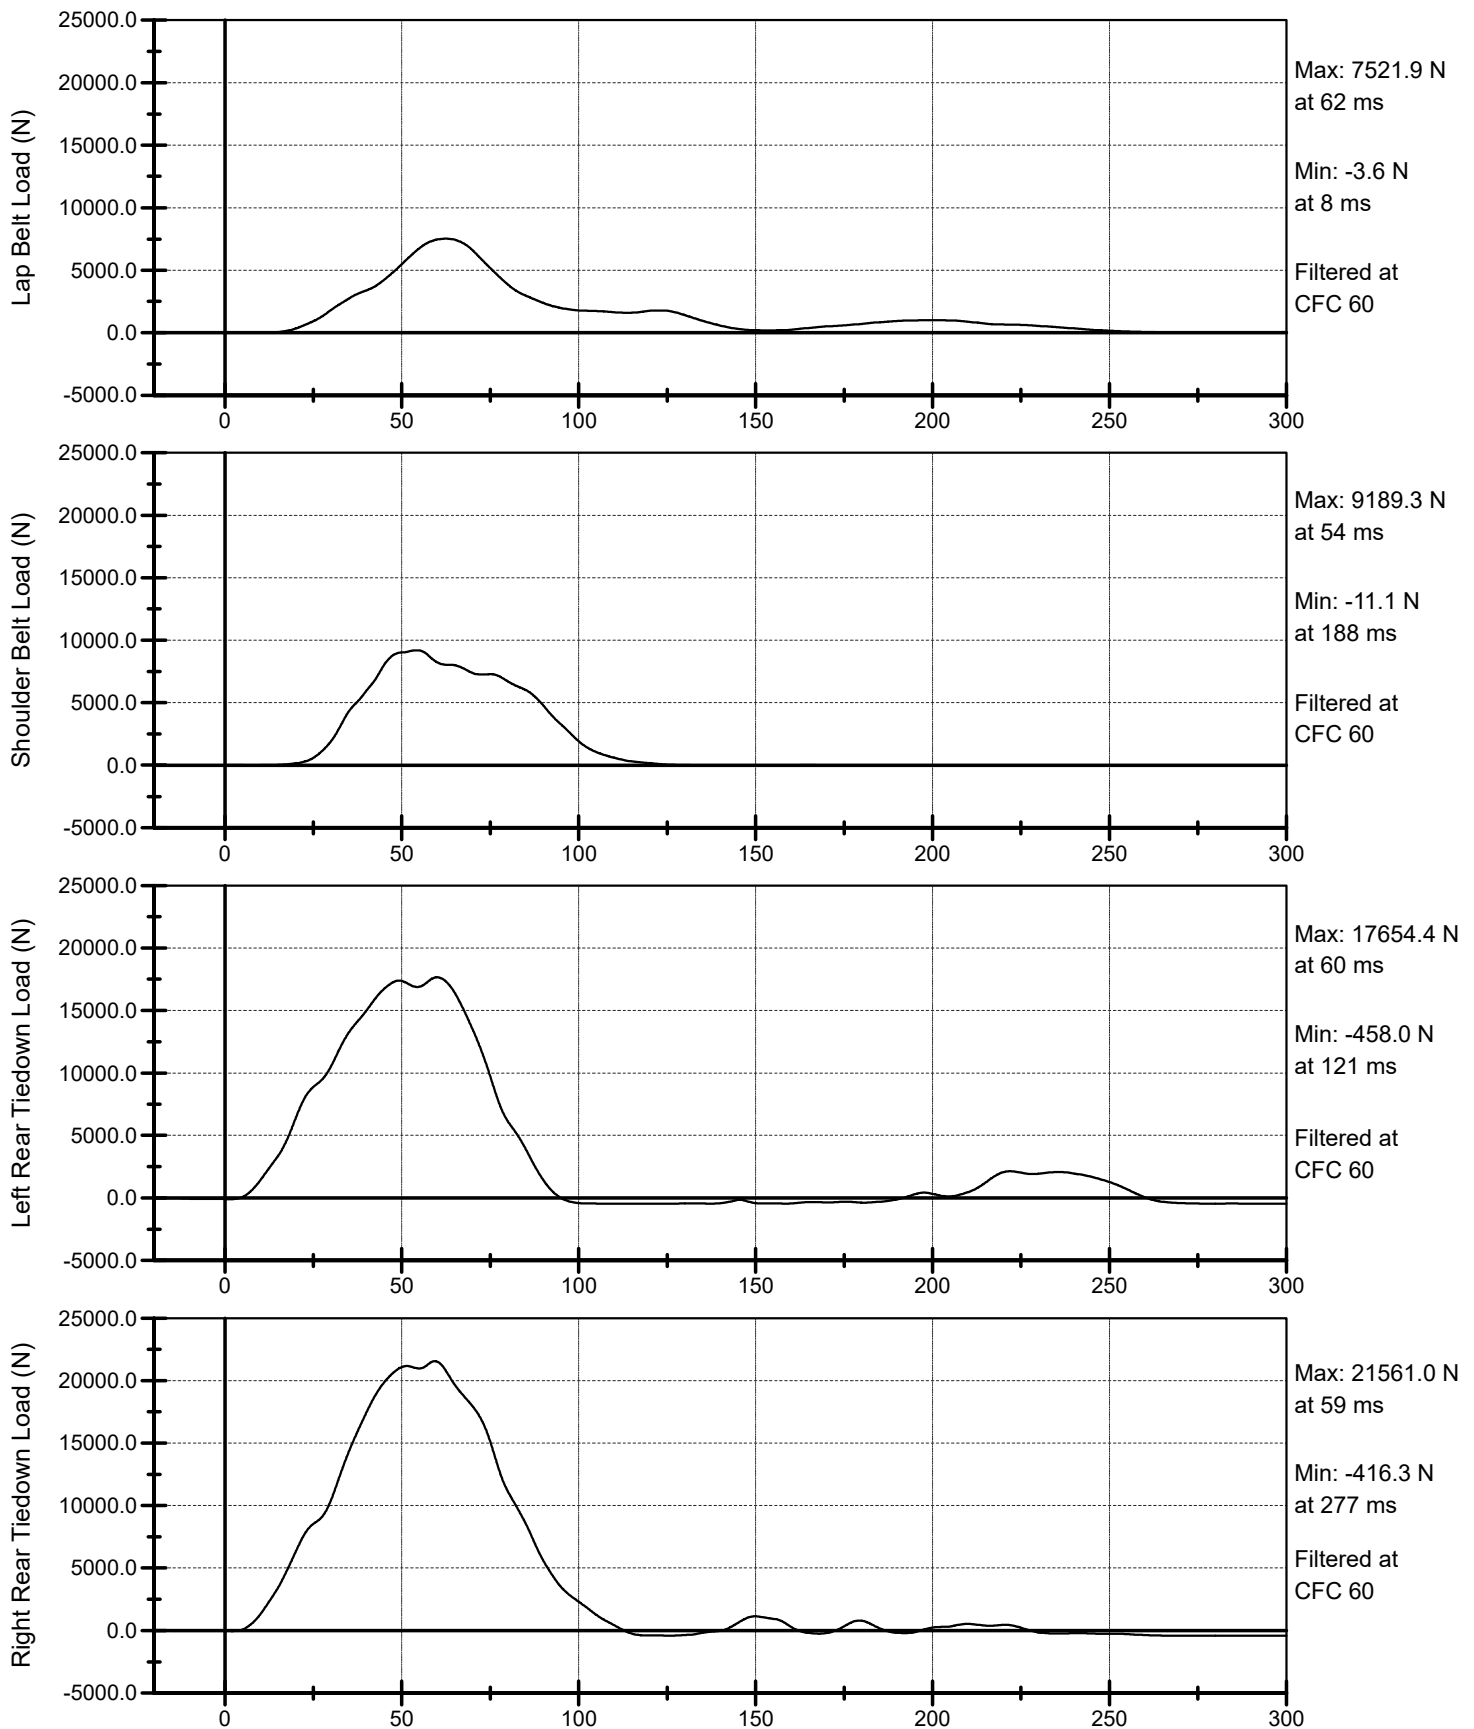 25000.0
20000.0
15000.0
10000.0
5000.0
0.0
-5000.0
Lap Belt Load (N)
0 50 100 150 200 250 300
Max: 7521.9 N
at 62 ms
Min: -3.6 N
at 8 ms
Filtered at
CFC 60
25000.0
20000.0
15000.0
10000.0
5000.0
0.0
-5000.0
Shoulder Belt Load (N)
0 50 100 150 200 250 300
Max: 9189.3 N
at 54 ms
Min: -11.1 N
at 188 ms
Filtered at
CFC 60
25000.0
20000.0
15000.0
10000.0
5000.0
0.0
-5000.0
Left Rear Tiedown Load (N)
0 50 100 150 200 250 300
Max: 17654.4 N
at 60 ms
Min: -458.0 N
at 121 ms
Filtered at
CFC 60
25000.0
20000.0
15000.0
10000.0
5000.0
0.0
-5000.0
Right Rear Tiedown Load (N)
0 50 100 150 200 250 300
Max: 21561.0 N
at 59 ms
Min: -416.3 N
at 277 ms
Filtered at
CFC 60